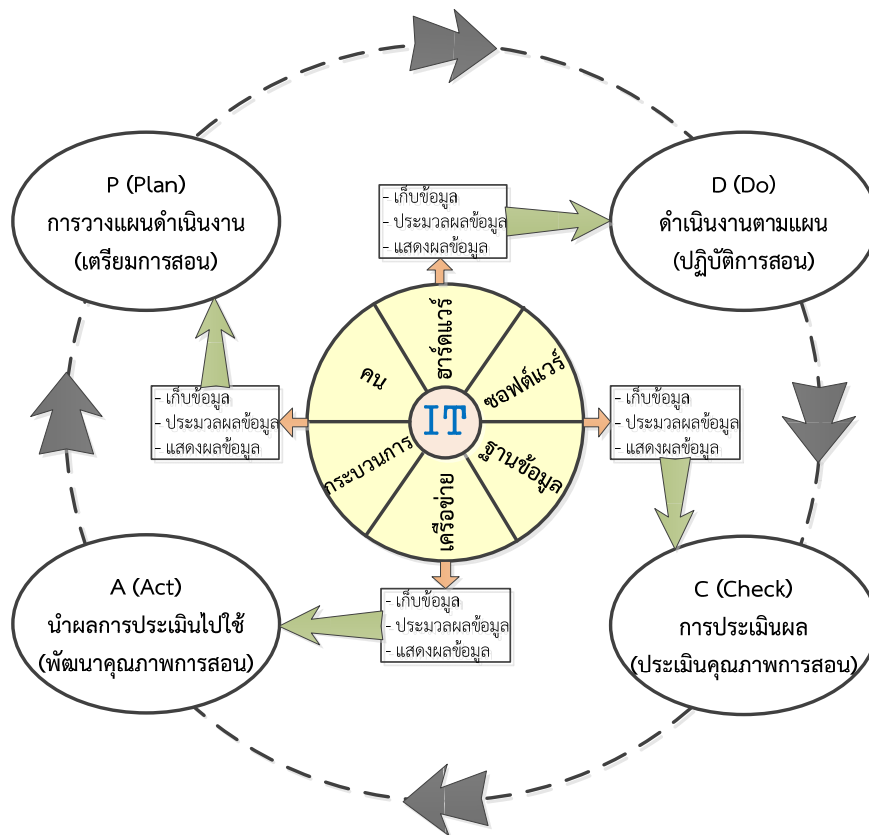 P (Plan)
การวางแผนดำเนินงาน
(เตรียมการสอน)
D (Do)
ดำเนินงานตามแผน
(ปฏิบัติการสอน)
- เก็บข้อมูล
- ประมวลผลข้อมูล
- แสดงผลข้อมูล
คน
ฮาร์ดแวร์
ซอฟต์แวร์
IT
กระบวนการ
เครือข่าย
ฐานข้อมูล
- เก็บข้อมูล
- ประมวลผลข้อมูล
- แสดงผลข้อมูล
- เก็บข้อมูล
- ประมวลผลข้อมูล
- แสดงผลข้อมูล
A (Act)
นำผลการประเมินไปใช้
(พัฒนาคุณภาพการสอน)
- เก็บข้อมูล
- ประมวลผลข้อมูล
- แสดงผลข้อมูล
C (Check)
การประเมินผล
(ประเมินคุณภาพการสอน)